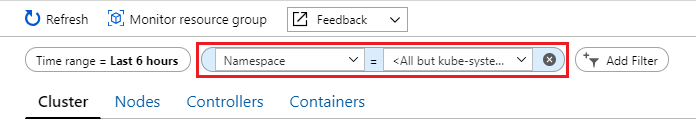 Refresh Monitor resource group Feedback
Time range = Last 6 hours Namespace = <All but kube-syste... Add Filter
Cluster Nodes Controllers Containers